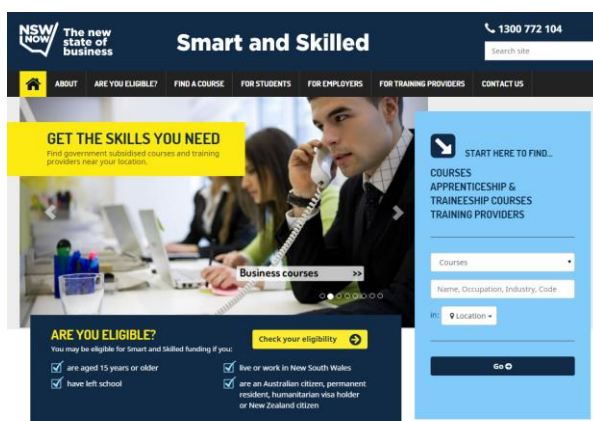 NSW
NOW
The new
state of
business
Smart and Skilled
1300 772 104
Search site
ABOUT
ARE YOU ELIGIBLE?
FIND A COURSE
FOR STUDENTS
FOR EMPLOYERS
FOR TRAINING PROVIDERS
CONTACT US
GET THE SKILLS YOU NEED
Find government subsidised courses and training
providers near your location.
Business courses >>
START HERE TO FIND...
COURSES
APPRENTICESHIP &
TRAINEESHIP COURSES
TRAINING PROVIDERS
Courses
Name, Occupation, Industry, Code
in: Location
Go
ARE YOU ELIGIBLE?
You may be eligible for Smart and Skilled funding if you:
Check your eligibility
are aged 15 years or older
have left school
live or work in New South Wales
are an Australian citizen, permanent
resident, humanitarian visa holder
or New Zealand citizen